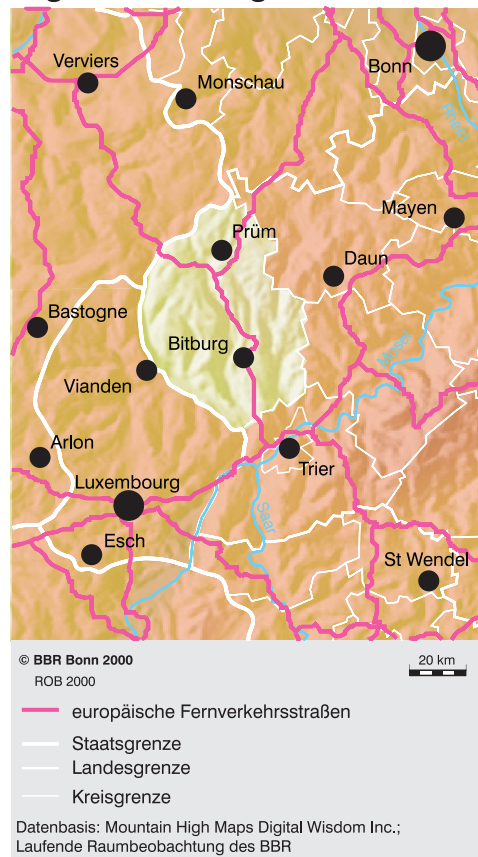 Verviers
Bonn
Monschau
Rhein
Mayen
Prüm
Daun
Bastogne
Bitburg
Mosel
Vianden
Arlon
Trier
Luxembourg
Saar
Esch
St Wendel
© BBR Bonn 2000
20 km
ROB 2000
europäische Fernverkehrsstraßen
Staatsgrenze
Landesgrenze
Kreisgrenze
Datenbasis: Mountain High Maps Digital Wisdom Inc.;
Laufende Raumbeobachtung des BBR